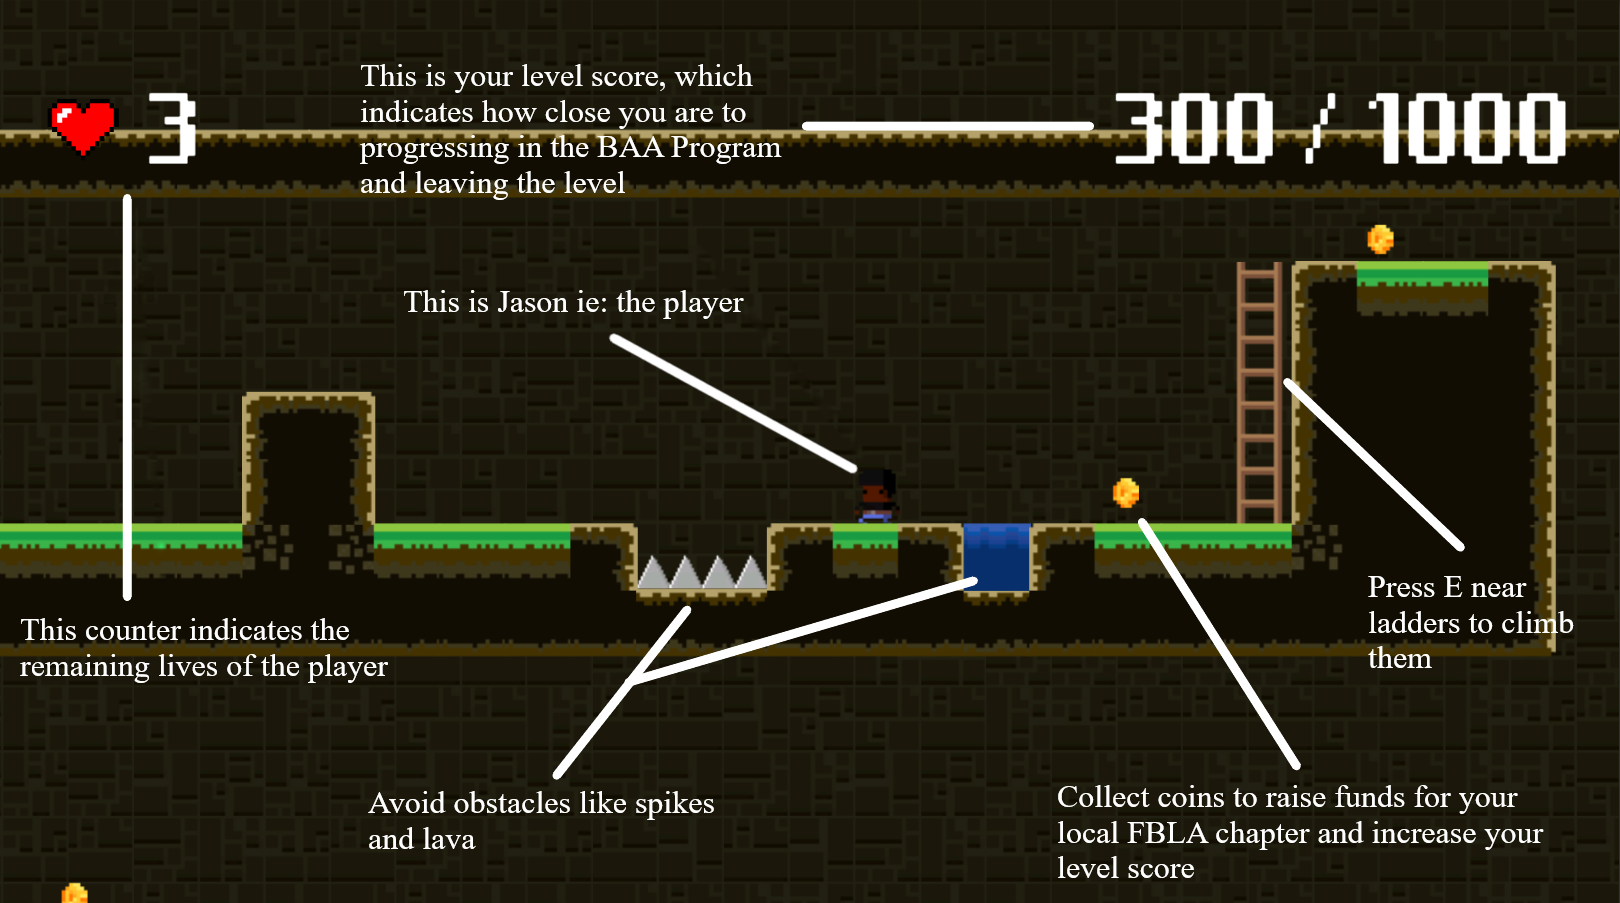 This is your level score, which
indicates how close you are to
progressing in the BAA Program
and leaving the level
3
300 / 1000
This is Jason ie: the player
This counter indicates the
remaining lives of the player
Press E near
ladders to climb
them
Avoid obstacles like spikes
and lava
Collect coins to raise funds for your
local FBLA chapter and increase your
level score